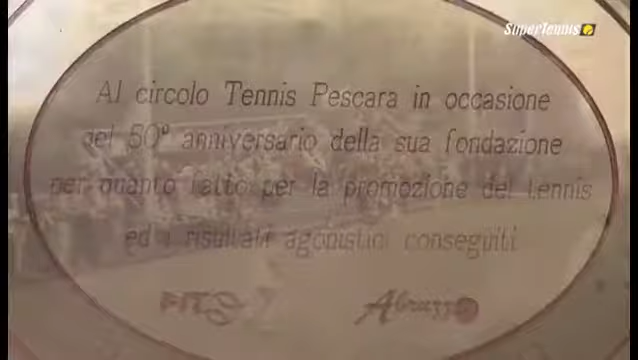 SuperTennis
Al circolo Tennis Pescara in occasione
del 50° anniversario della sua fondazione
per quanto fatto per la promozione del tennis
ed i risultati agonistici conseguiti
Abruzzo